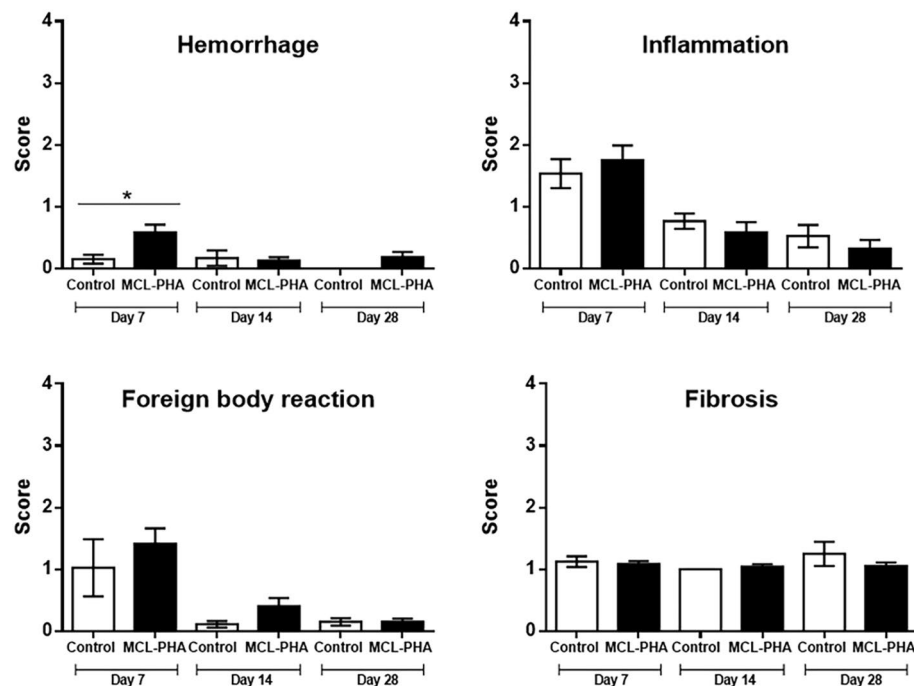 Hemorrhage
Score
4
3
2
1
0
*
Control MCL-PHA Control MCL-PHA Control MCL-PHA
Day 7 Day 14 Day 28
Inflammation
Score
4
3
2
1
0
Control MCL-PHA Control MCL-PHA Control MCL-PHA
Day 7 Day 14 Day 28
Foreign body reaction
Score
4
3
2
1
0
Control MCL-PHA Control MCL-PHA Control MCL-PHA
Day 7 Day 14 Day 28
Fibrosis
Score
4
3
2
1
0
Control MCL-PHA Control MCL-PHA Control MCL-PHA
Day 7 Day 14 Day 28